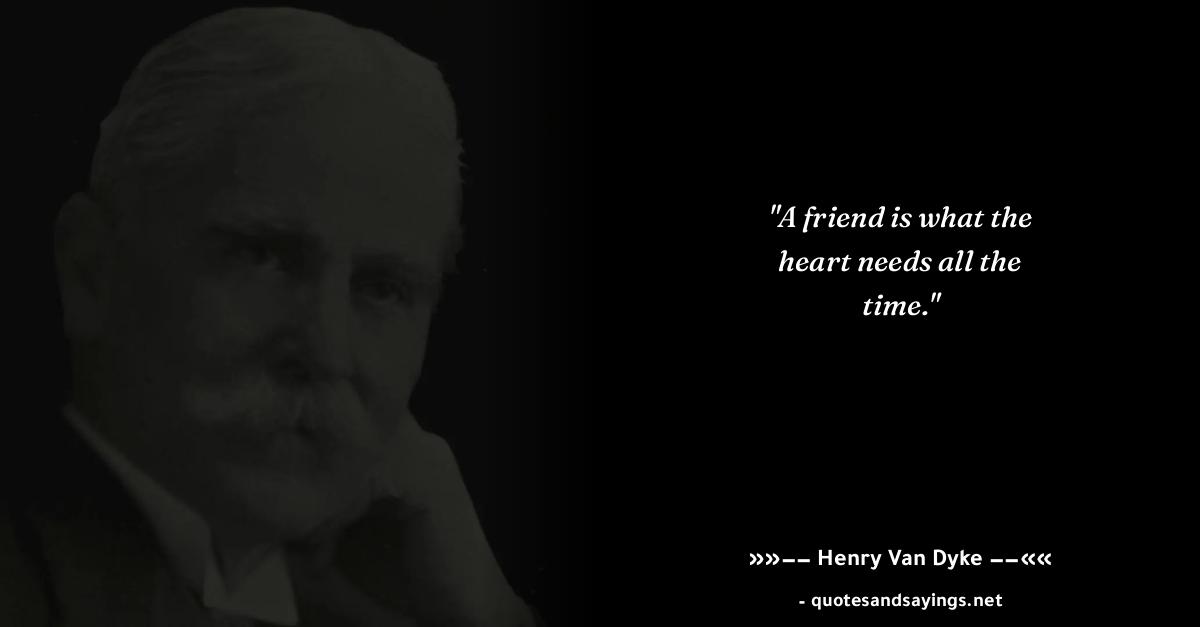 "A friend is what the
heart needs all the
time."
»»−− Henry Van Dyke −−««
- quotesandsayings.net